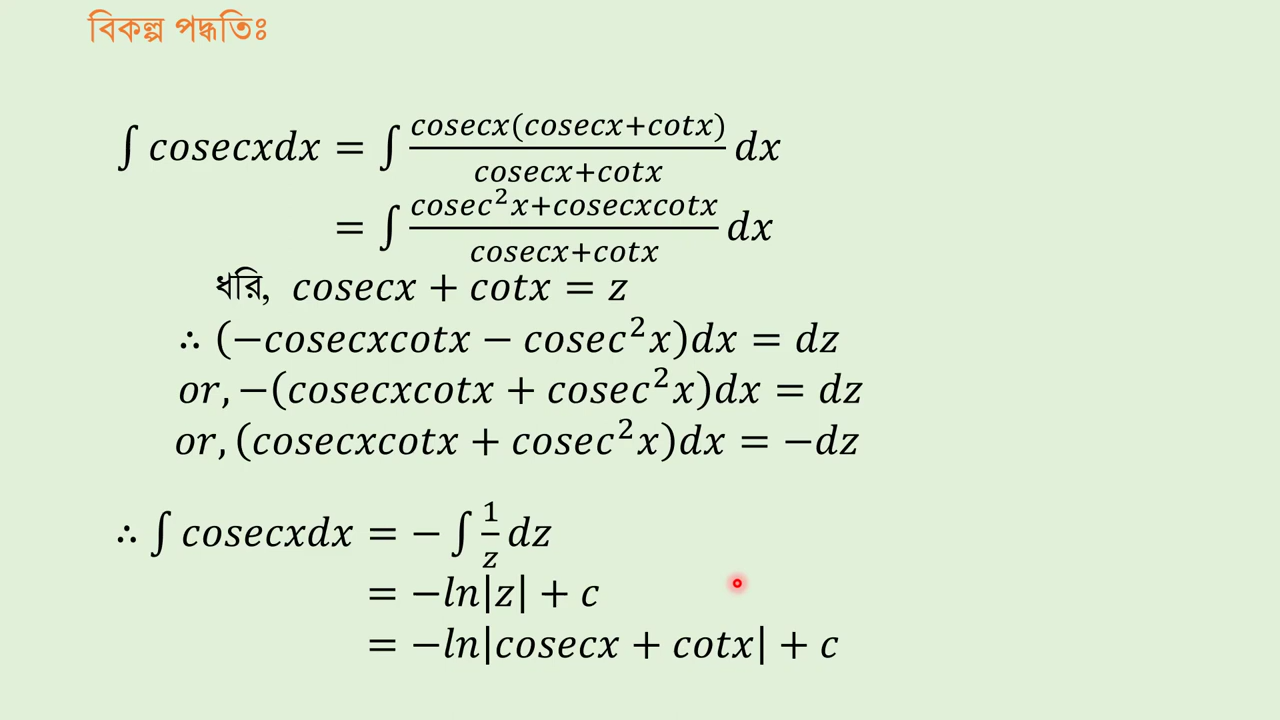 বিকল্প পদ্ধতিঃ
∫ cosecxdx = ∫ cosecx(cosecx+cotx)/cosecx+cotx dx
= ∫ cosec²x+cosecxcotx/cosecx+cotx dx
ধরি, cosecx + cotx = z
∴ (−cosecxcotx − cosec²x)dx = dz
or, −(cosecxcotx + cosec²x)dx = dz
or, (cosecxcotx + cosec²x)dx = −dz
∴ ∫ cosecxdx = − ∫ 1/z dz
= −ln|z| + c
= −ln|cosecx + cotx| + c